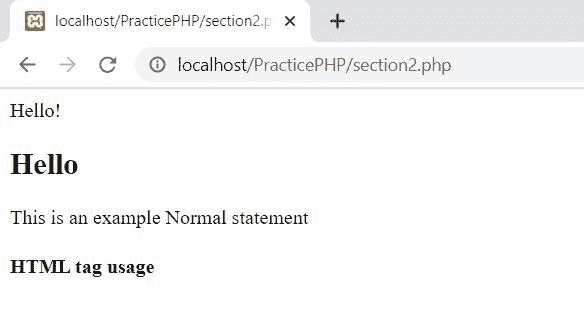 localhost/PracticePHP/section2.p
localhost/PracticePHP/section2.php
Hello!
Hello
This is an example Normal statement
HTML tag usage